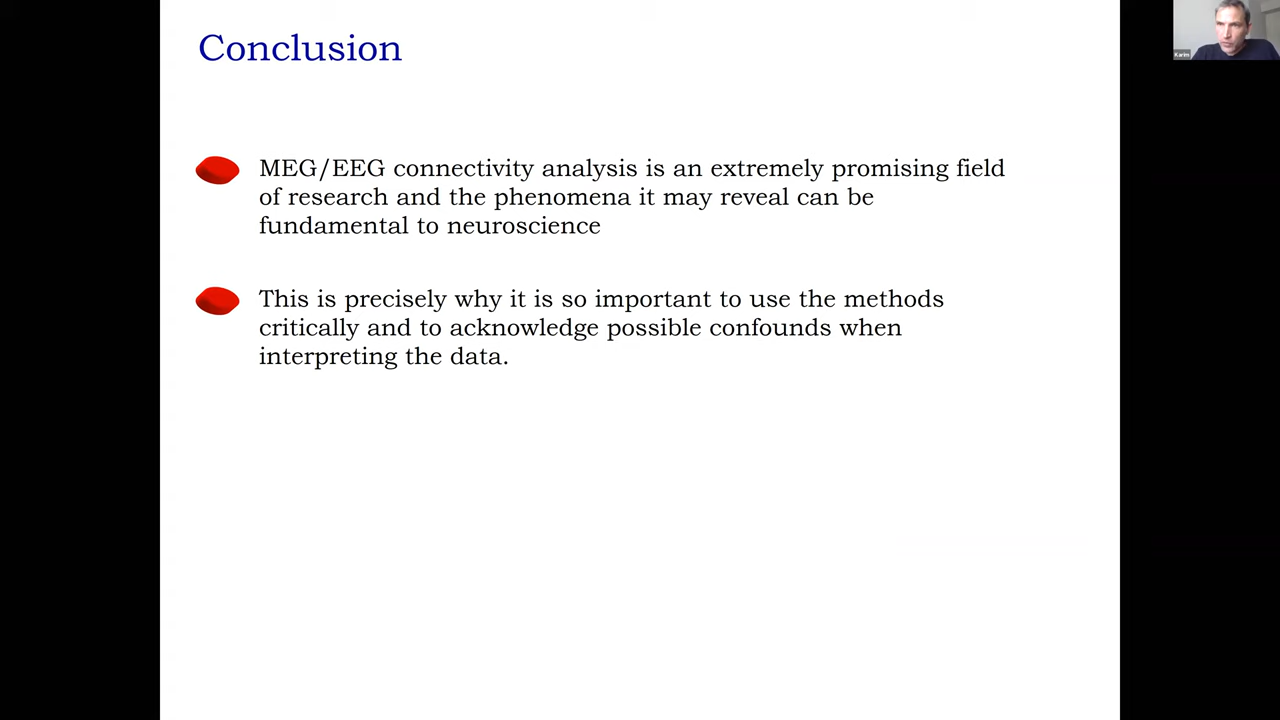 Conclusion
MEG/EEG connectivity analysis is an extremely promising field
of research and the phenomena it may reveal can be
fundamental to neuroscience
This is precisely why it is so important to use the methods
critically and to acknowledge possible confounds when
interpreting the data.
Karim